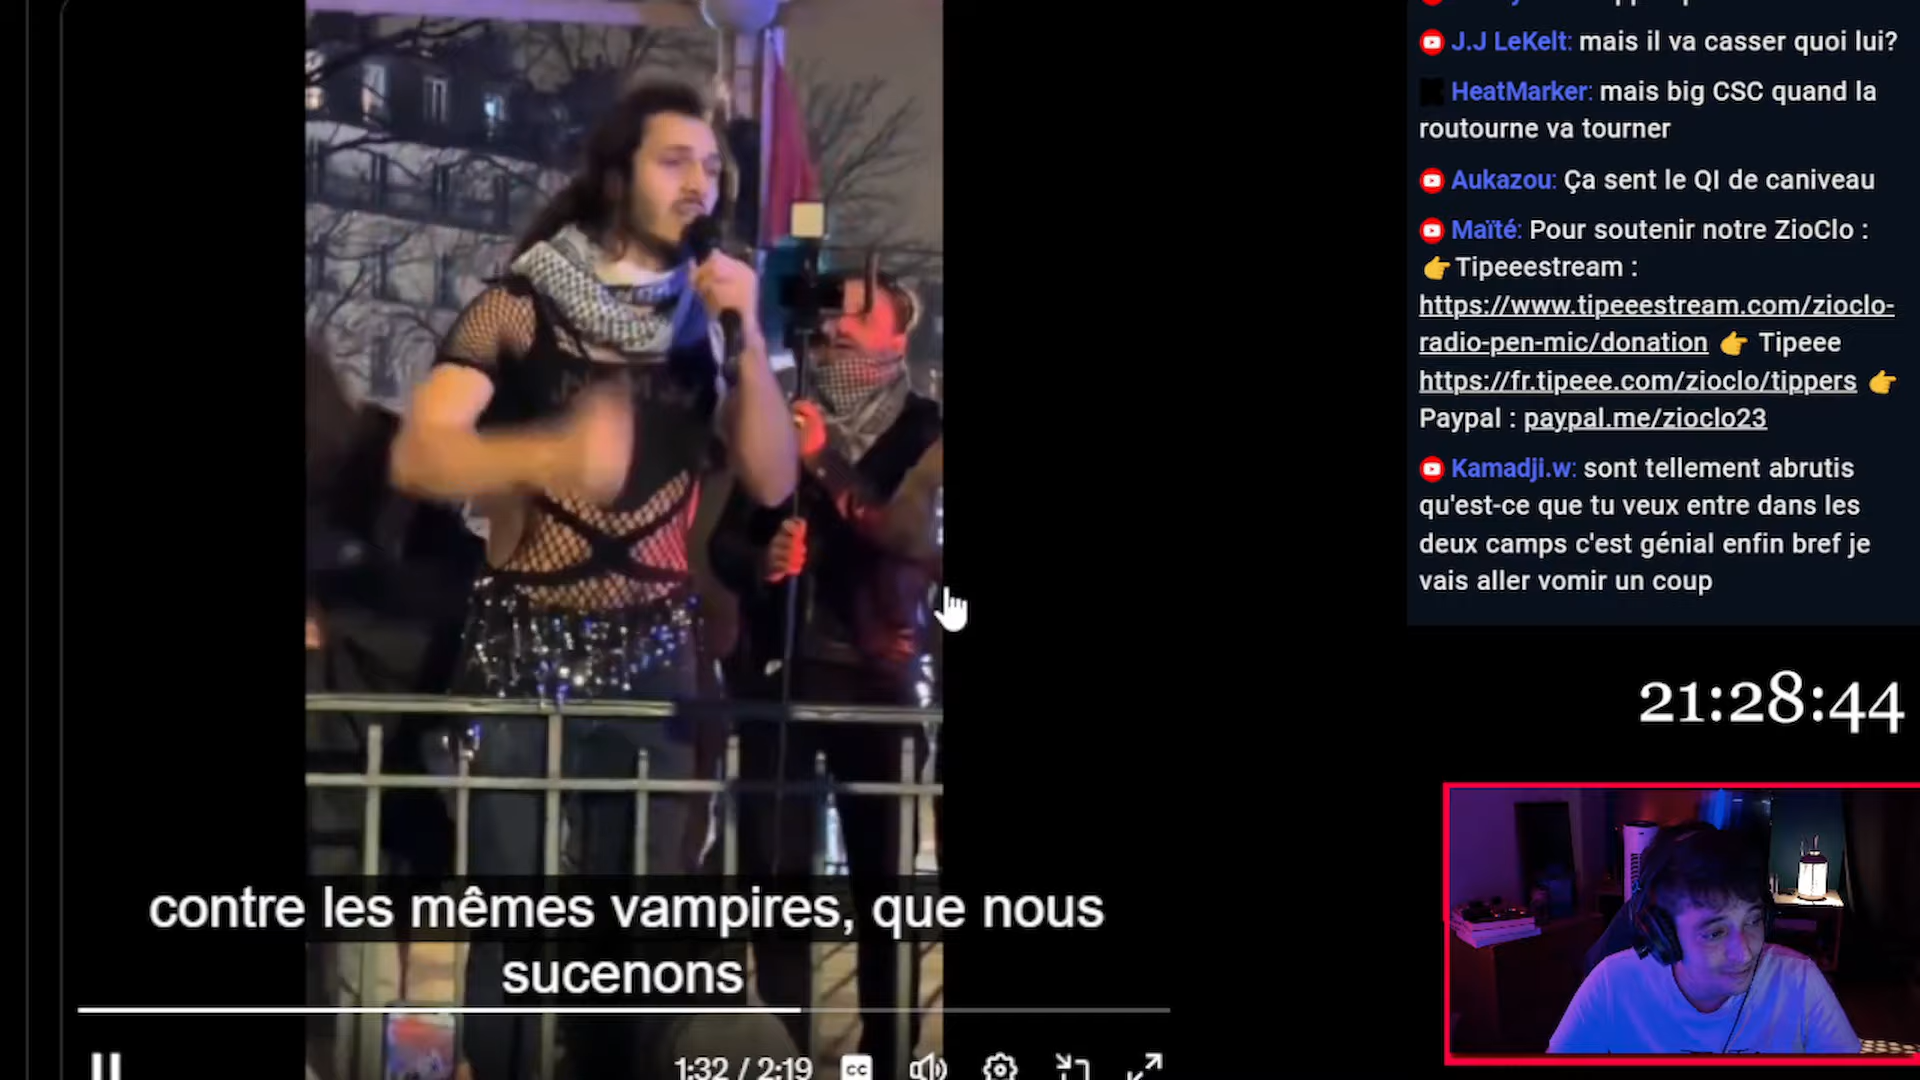 J.J LeKelt: mais il va casser quoi lui?
HeatMarker: mais big CSC quand la
routourne va tourner
Aukazou: Ça sent le QI de caniveau
Maïté: Pour soutenir notre ZioClo :
👉 Tipeeestream :
https://www.tipeeestream.com/zioclo-
radio-pen-mic/donation 👉 Tipeee
https://fr.tipeee.com/zioclo/tippers 👉
Paypal : paypal.me/zioclo23
Kamadji.w: sont tellement abrutis
qu'est-ce que tu veux entre dans les
deux camps c'est génial enfin bref je
vais aller vomir un coup
21:28:44
contre les mêmes vampires, que nous
sucenons
1:32 / 2:19
CC